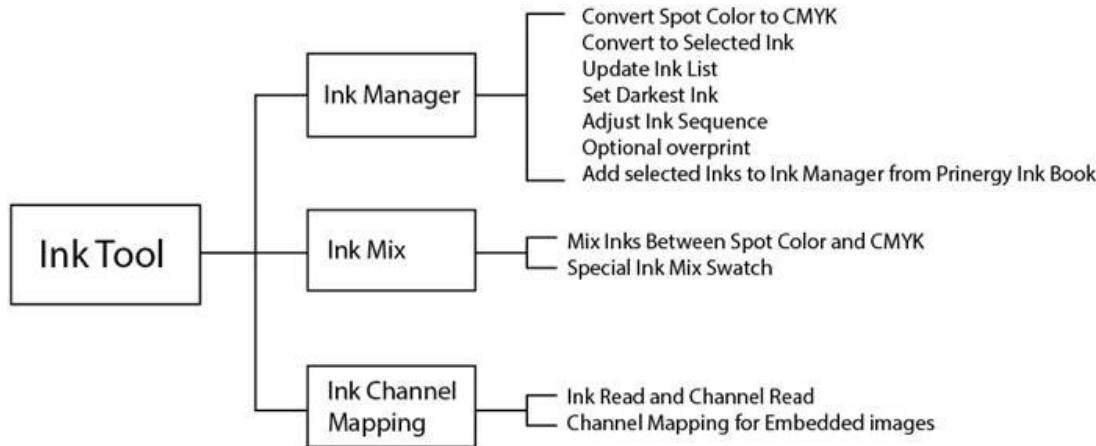 Ink Tool
Ink Manager
Convert Spot Color to CMYK
Convert to Selected Ink
Update Ink List
Set Darkest Ink
Adjust Ink Sequence
Optional overprint
Add selected Inks to Ink Manager from Prinergy Ink Book
Ink Mix
Mix Inks Between Spot Color and CMYK
Special Ink Mix Swatch
Ink Channel
Mapping
Ink Read and Channel Read
Channel Mapping for Embedded images